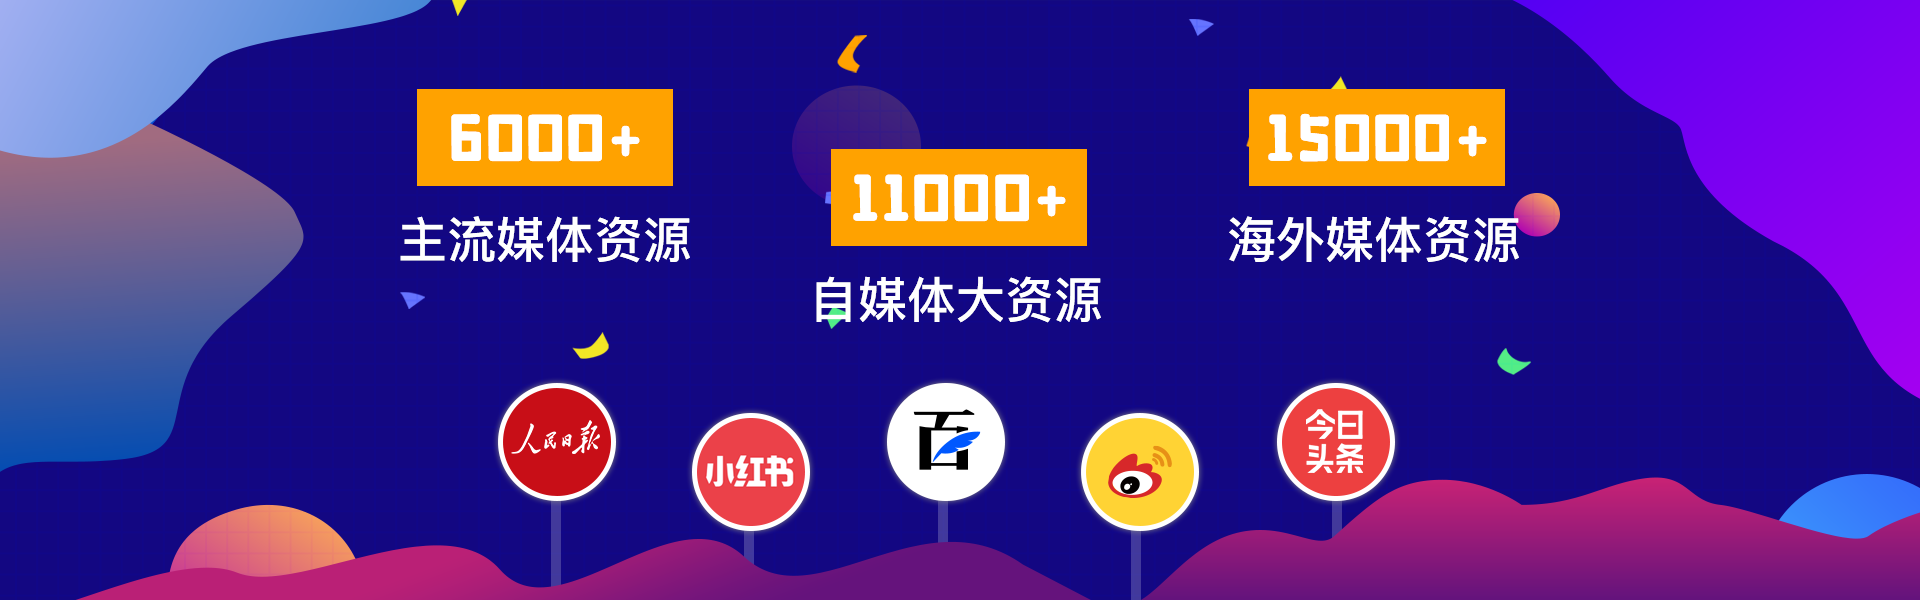 6000+
主流媒体资源
11000+
自媒体大资源
15000+
海外媒体资源
人民日报
小红书
百
今日
头条